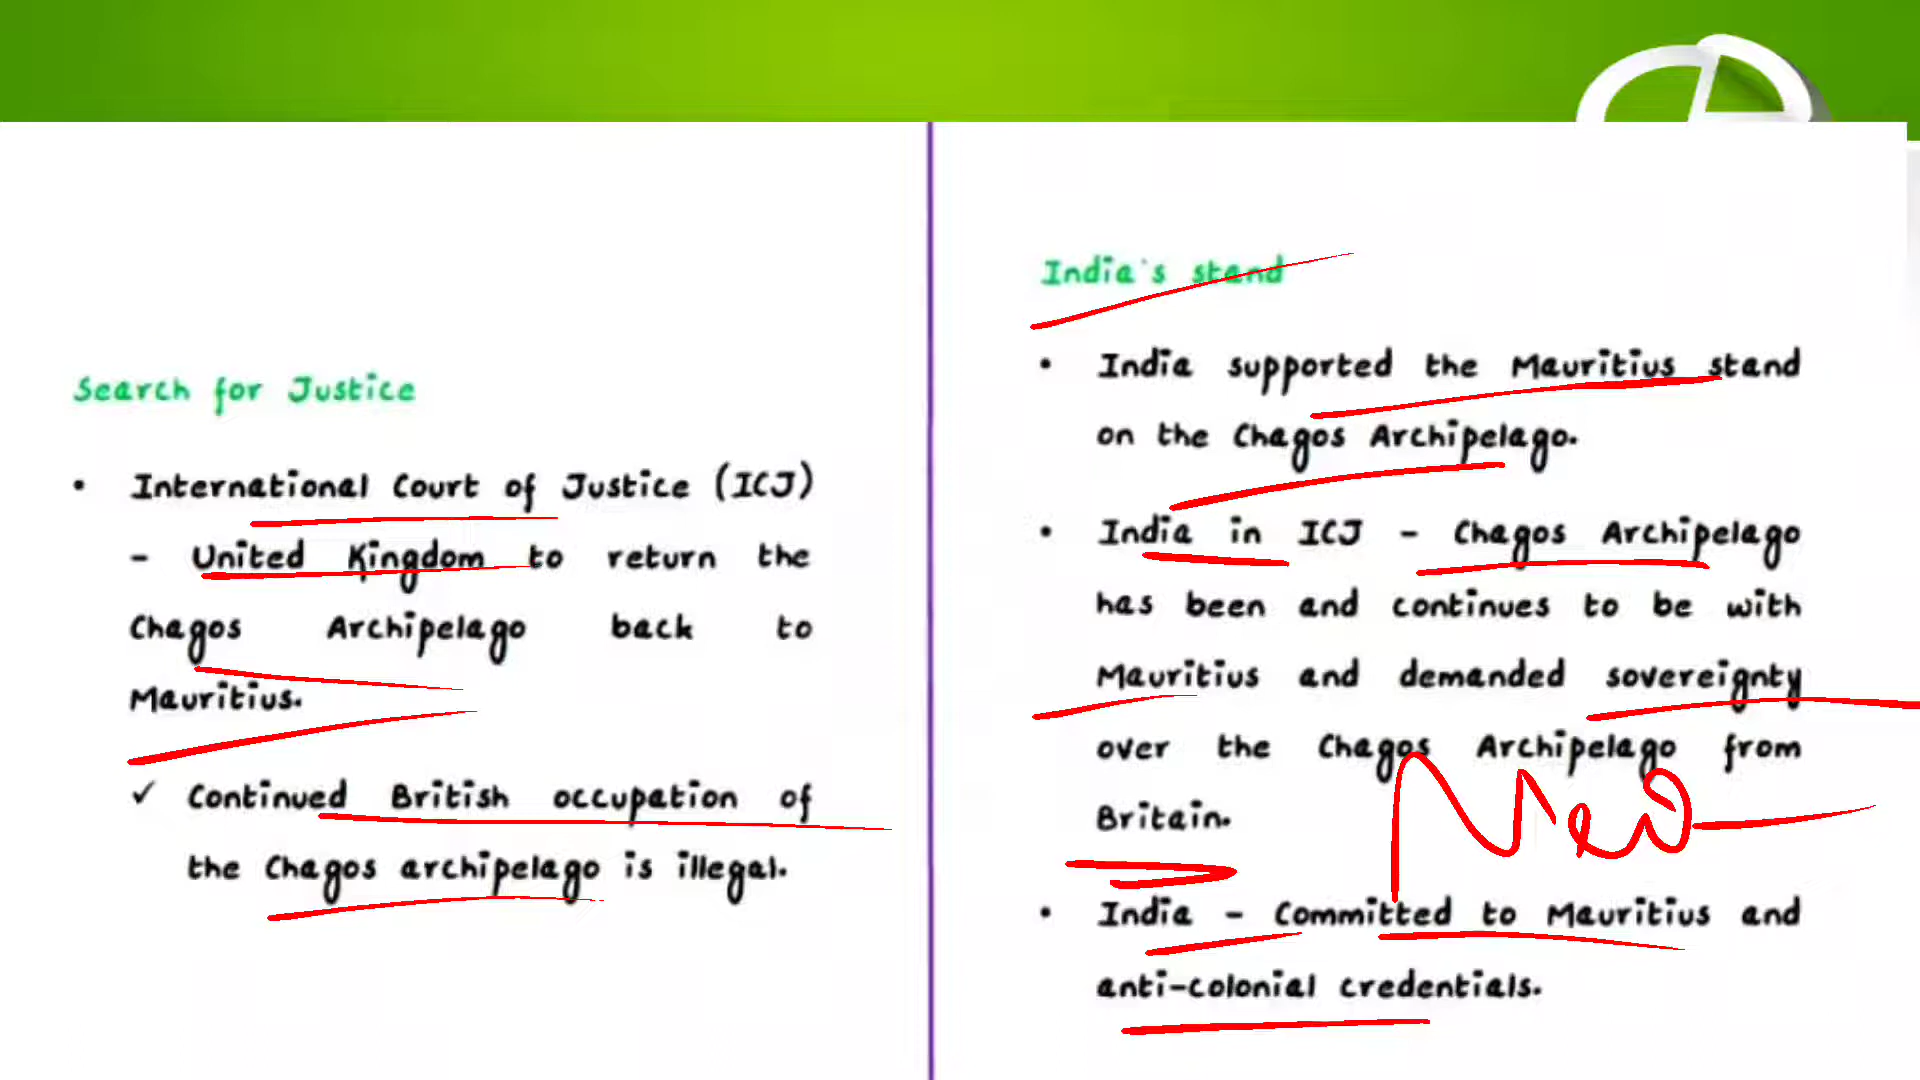 Search for Justice
• International Court of Justice (ICJ)
- United Kingdom to return the
Chagos Archipelago back to
Mauritius.
✓ Continued British occupation of
the Chagos archipelago is illegal.
India's stand
• India supported the Mauritius stand
on the Chagos Archipelago.
• India in ICJ - Chagos Archipelago
has been and continues to be with
Mauritius and demanded sovereignty
over the Chagos Archipelago from
Britain.
• India - Committed to Mauritius and
anti-colonial credentials.